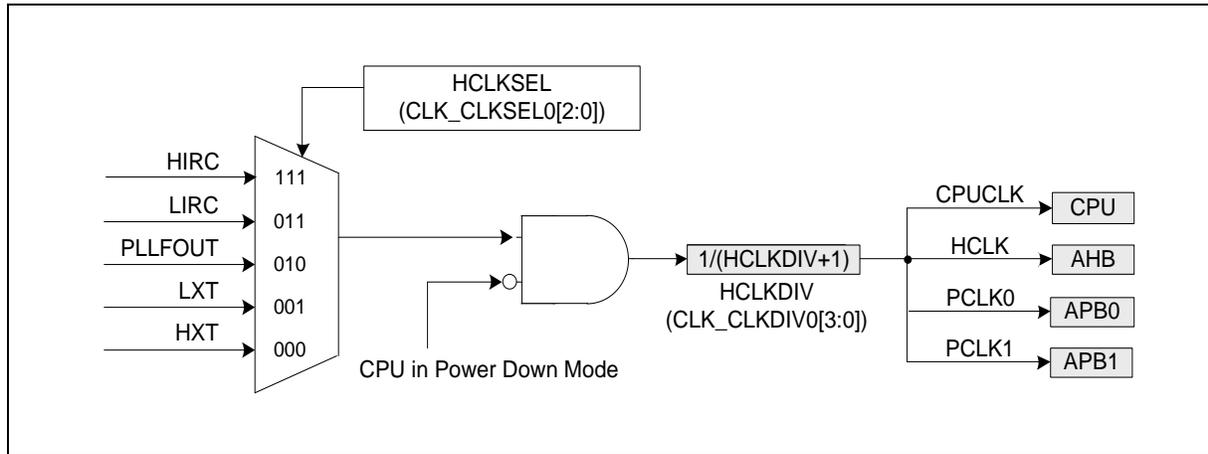 HCLKSEL
(CLK_CLKSEL0[2:0])
HIRC
111
LIRC
011
PLLFOUT
010
LXT
001
HXT
000
CPU in Power Down Mode
1/(HCLKDIV+1)
HCLKDIV
(CLK_CLKDIV0[3:0])
CPUCLK
CPU
HCLK
AHB
PCLK0
APB0
PCLK1
APB1